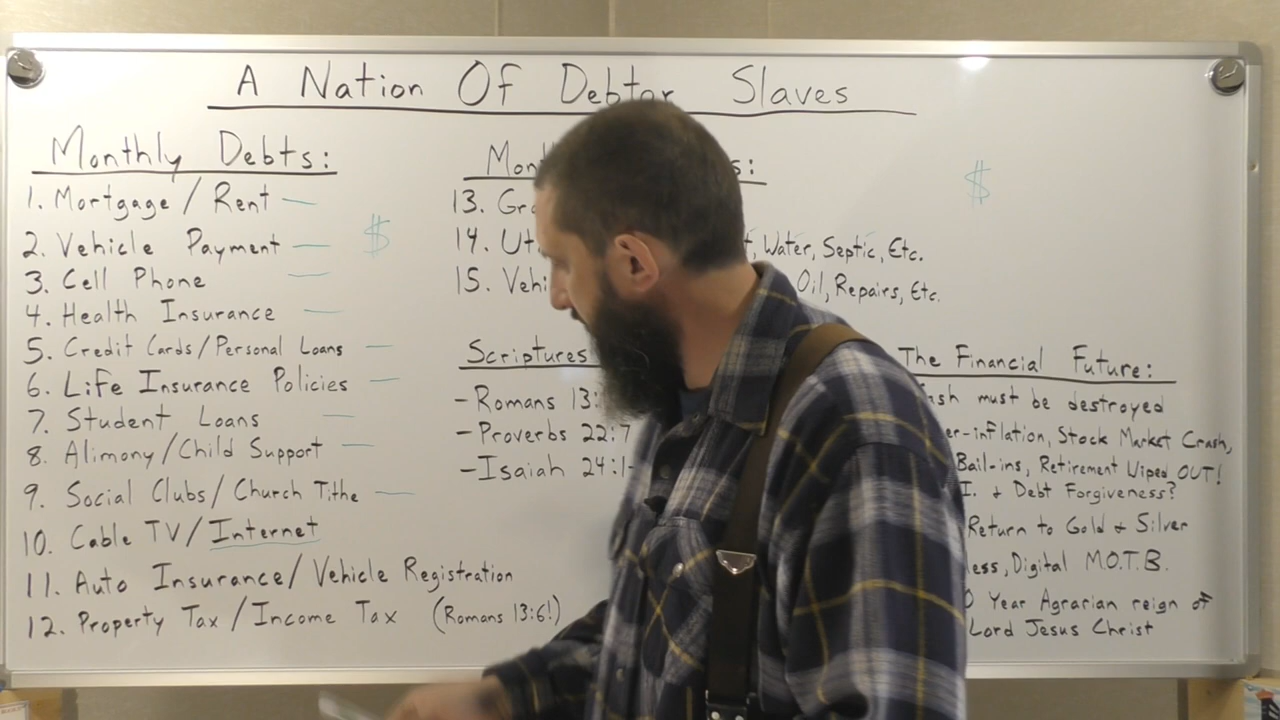 A Nation Of Debtor Slaves
Monthly Debts:
1. Mortgage / Rent
2. Vehicle Payment
$
3. Cell Phone
4. Health Insurance
5. Credit Cards / Personal Loans
6. Life Insurance Policies
7. Student Loans
8. Alimony / Child Support
9. Social Clubs / Church Tithe
10. Cable TV / Internet
11. Auto Insurance / Vehicle Registration
12. Property Tax / Income Tax (Romans 13:6!)
$
13.
14. Water, Septic, Etc.
15. Oil, Repairs, Etc.
Scriptures
- Romans 13:
- Proverbs 22:7
- Isaiah 24:1-
The Financial Future:
must be destroyed
Stock Market Crash,
Bail-ins, Retirement Wiped OUT!
& Debt Forgiveness?
Return to Gold & Silver
Digital M.O.T.B.
Year Agrarian reign of
Lord Jesus Christ